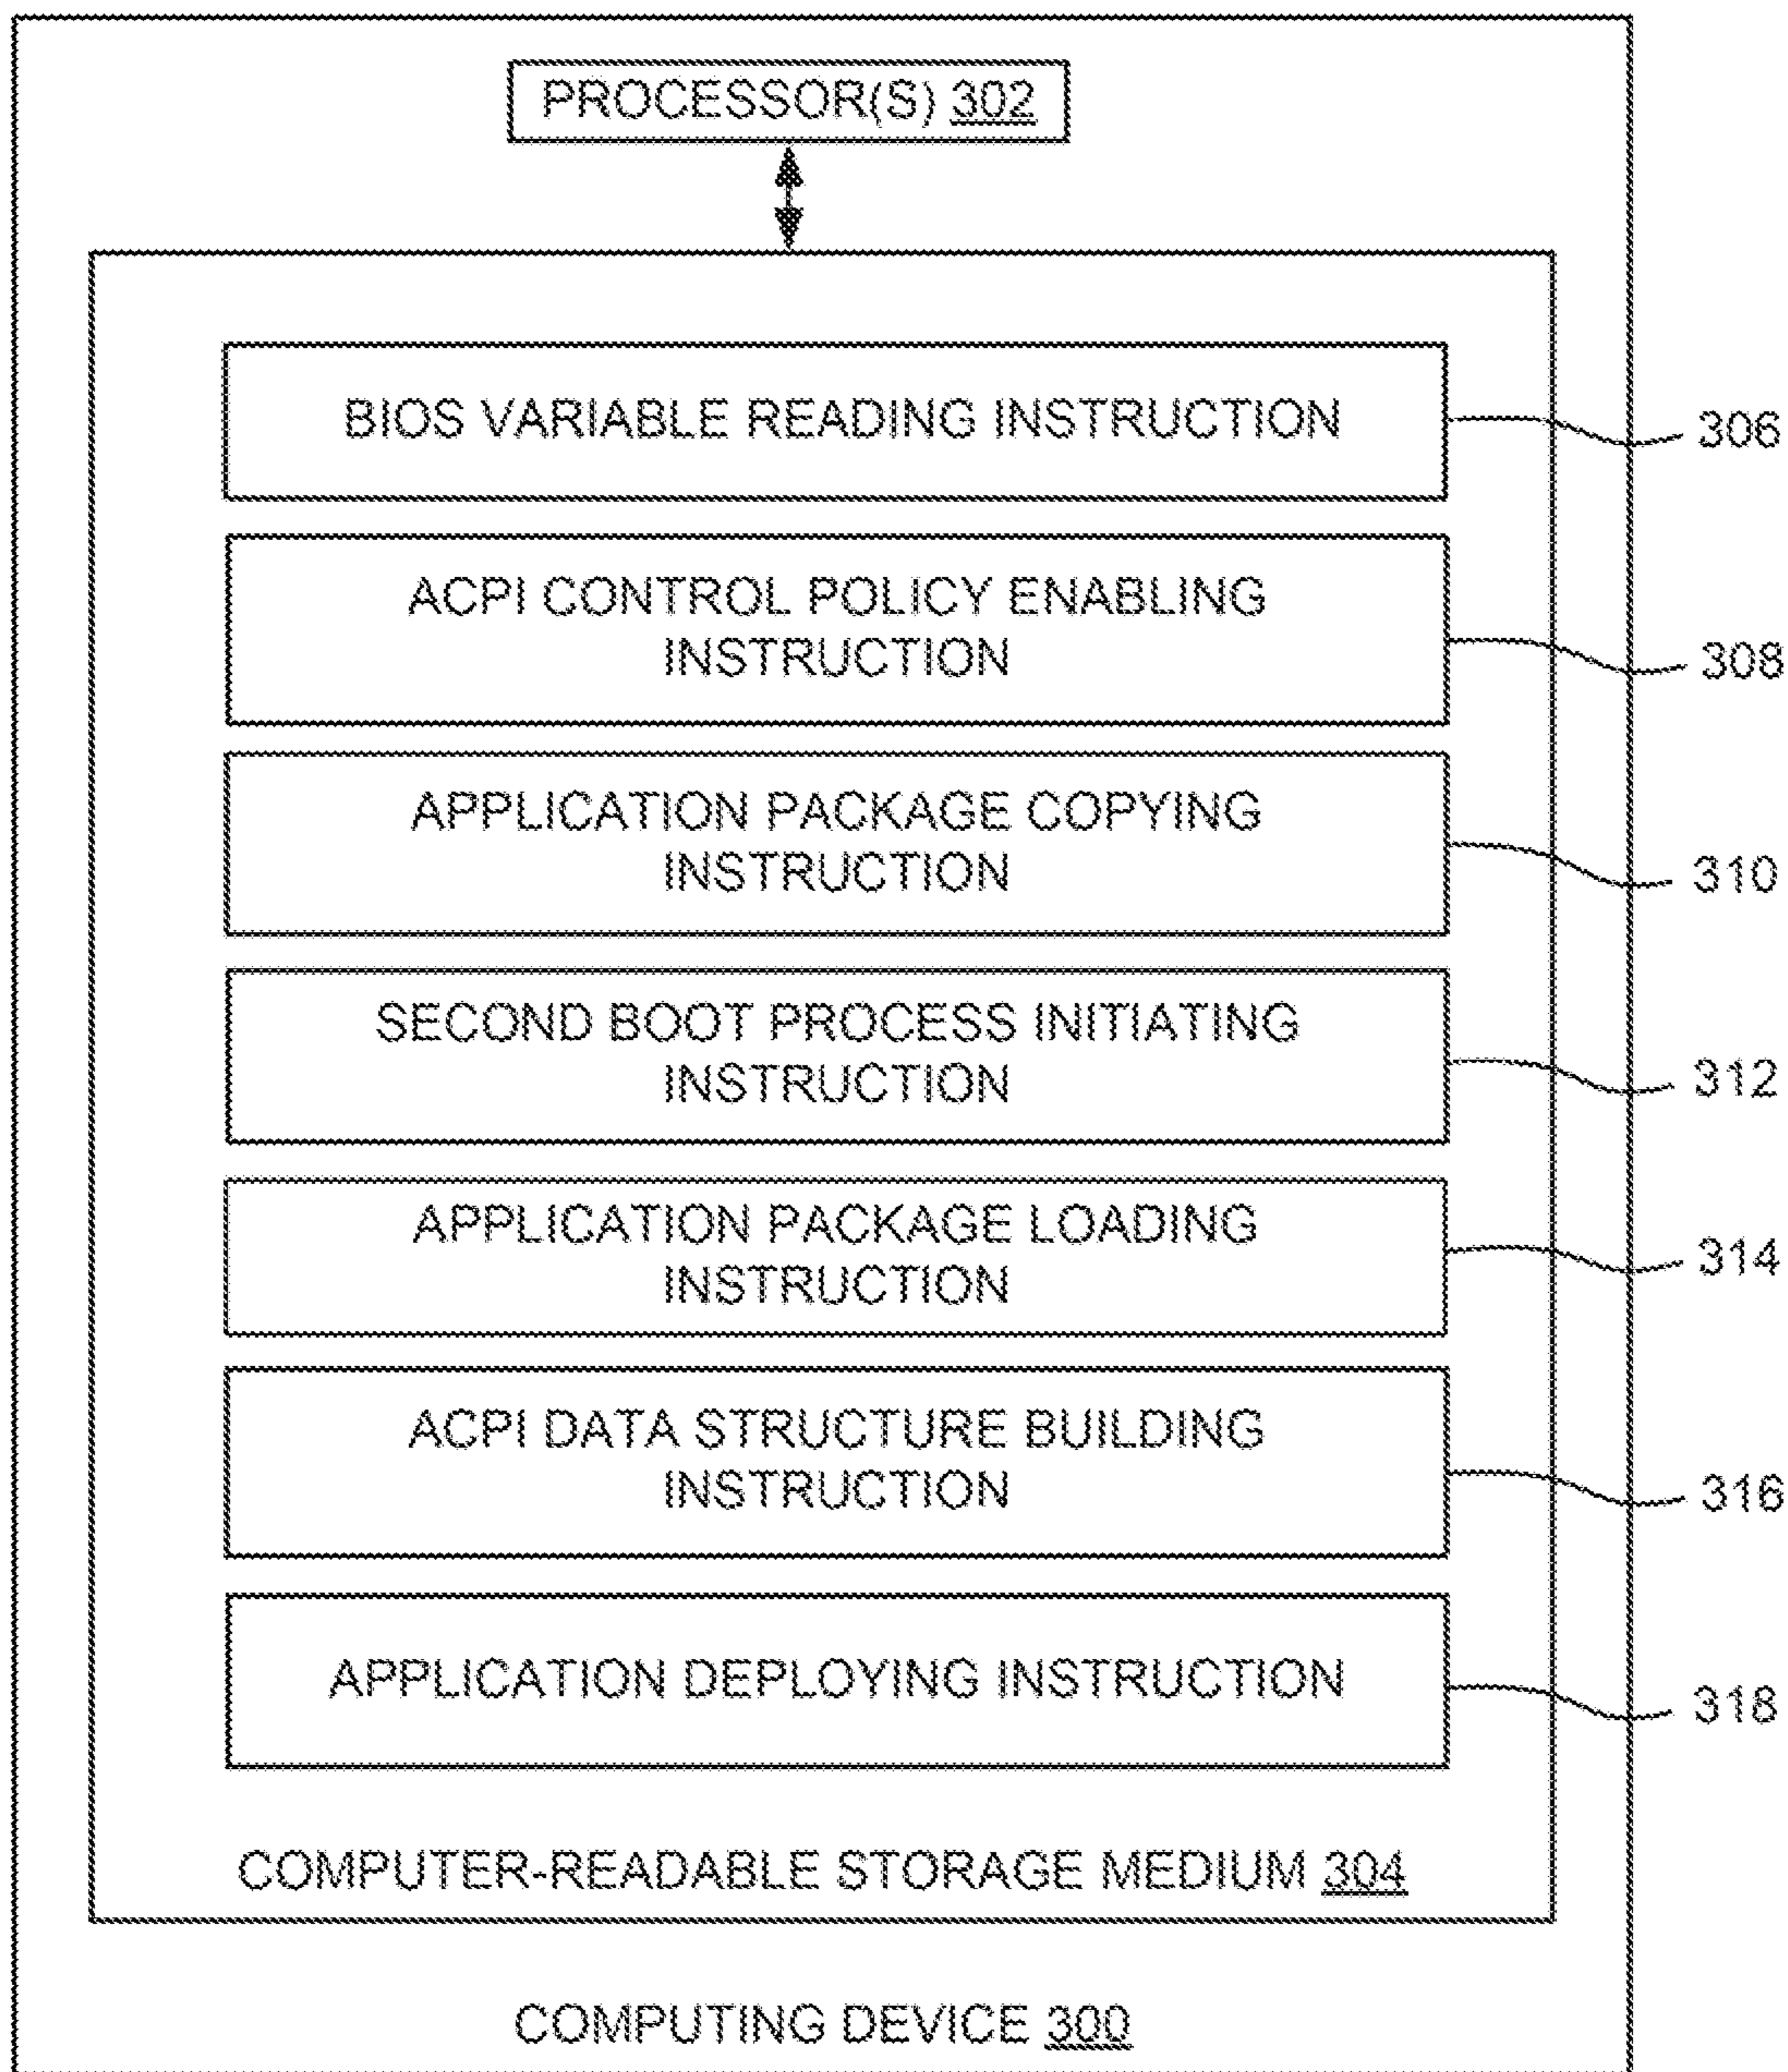 PROCESSOR(S) 302
BIOS VARIABLE READING INSTRUCTION
306
ACPI CONTROL POLICY ENABLING
INSTRUCTION
308
APPLICATION PACKAGE COPYING
INSTRUCTION
310
SECOND BOOT PROCESS INITIATING
INSTRUCTION
312
APPLICATION PACKAGE LOADING
INSTRUCTION
314
ACPI DATA STRUCTURE BUILDING
INSTRUCTION
316
APPLICATION DEPLOYING INSTRUCTION
318
COMPUTER-READABLE STORAGE MEDIUM 304
COMPUTING DEVICE 300